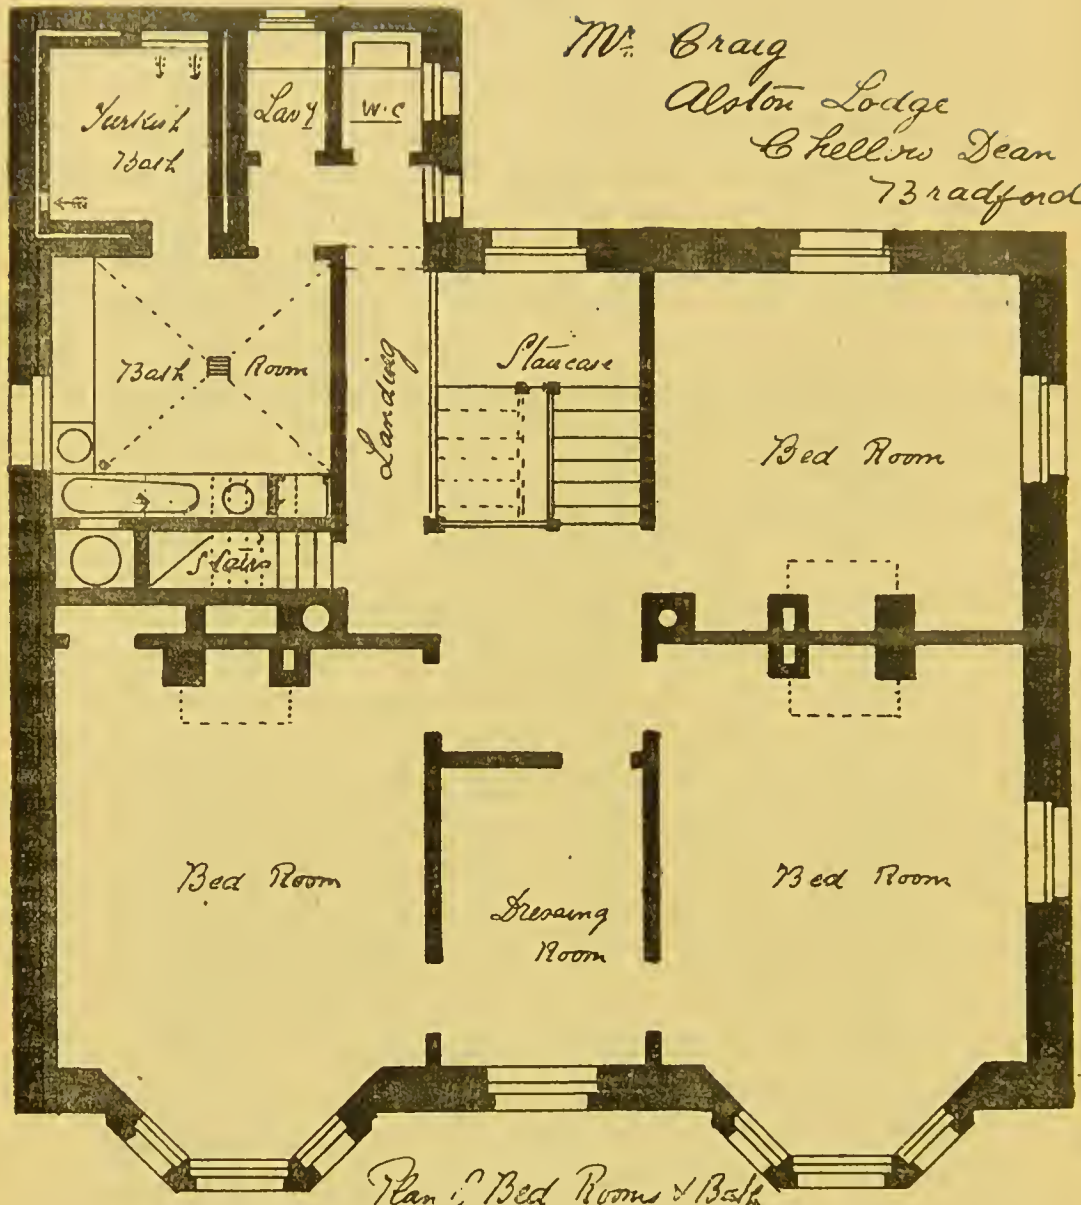 Mr Craig
Alston Lodge
Chellow Dean
Bradford
Turkish
Bath
Lavy
W.C
Bath Room
Landing
Staircase
Bed Room
Stairs
Bed Room
Dressing
Room
Bed Room
Plan of Bed Rooms & Bath